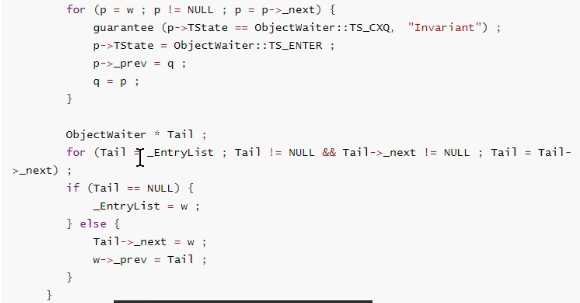 for (p = w ; p != NULL ; p = p->_next) {
guarantee (p->TState == ObjectWaiter::TS_CXQ, "Invariant") ;
p->TState = ObjectWaiter::TS_ENTER ;
p->_prev = q ;
q = p ;
}
ObjectWaiter * Tail ;
for (Tail = _EntryList ; Tail != NULL && Tail->_next != NULL ; Tail = Tail-
>_next) ;
if (Tail == NULL) {
_EntryList = w ;
} else {
Tail->_next = w ;
w->_prev = Tail ;
}
}